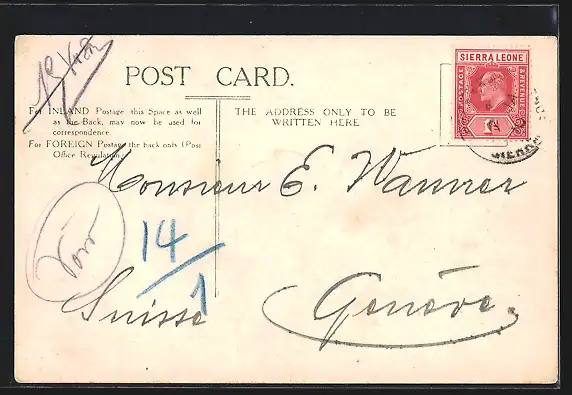 POST CARD.
For INLAND Postage this Space as well
as the Back, may now be used for
correspondence.
For FOREIGN Postage the back only (Post
Office Regulation)
THE ADDRESS ONLY TO BE
WRITTEN HERE
SIERRA LEONE
POSTAGE
& REVENUE
Monsieur E. Wanner
14/1
Suisse
Genève.